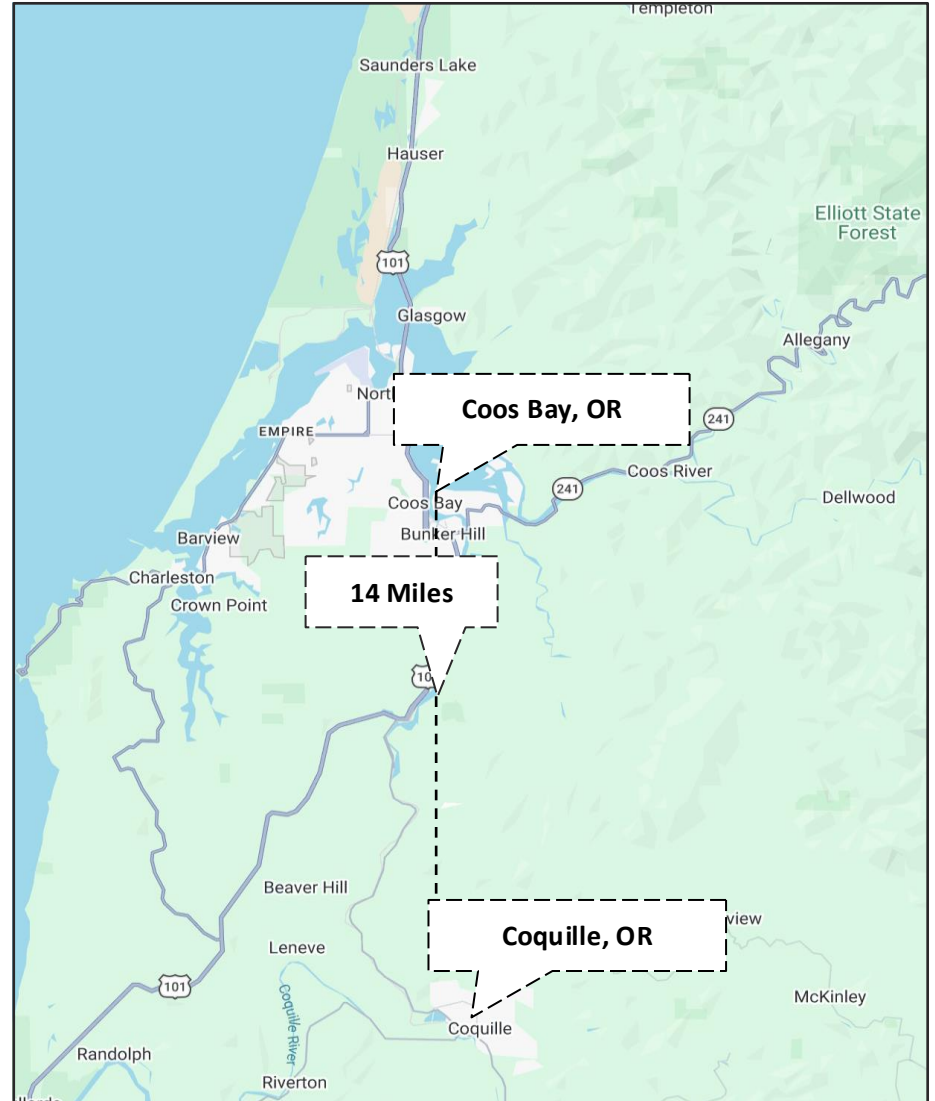 Templeton
Saunders Lake
Hauser
Elliott State
Forest
101
Glasgow
Allegany
Nort
Coos Bay, OR
241
EMPIRE
Coos River
241
Dellwood
Coos Bay
Bunker Hill
Barview
14 Miles
Charleston
Crown Point
10
Beaver Hill
Coquille, OR
view
Leneve
101
McKinley
Coquille River
Coquille
Randolph
Riverton